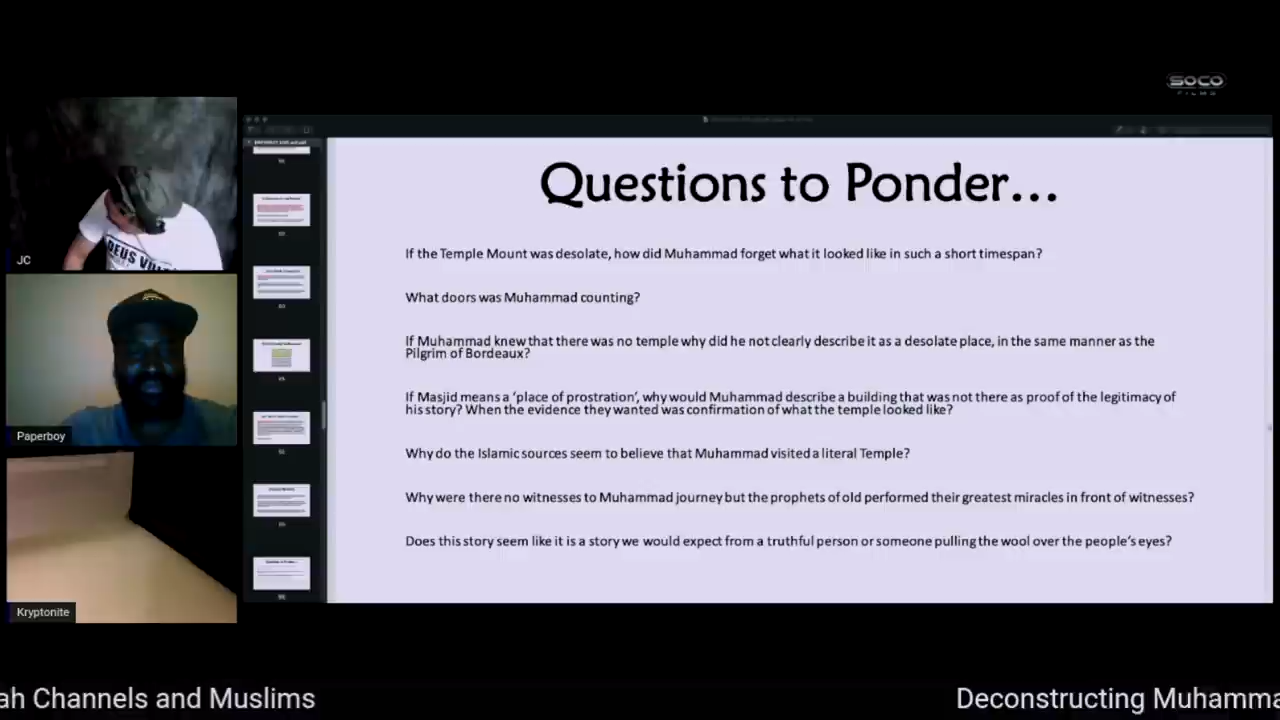 SOCO
FILMS
Questions to Ponder...
If the Temple Mount was desolate, how did Muhammad forget what it looked like in such a short timespan?
What doors was Muhammad counting?
If Muhammad knew that there was no temple why did he not clearly describe it as a desolate place, in the same manner as the
Pilgrim of Bordeaux?
If Masjid means a ‘place of prostration’, why would Muhammad describe a building that was not there as proof of the legitimacy of
his story? When the evidence they wanted was confirmation of what the temple looked like?
Why do the Islamic sources seem to believe that Muhammad visited a literal Temple?
Why were there no witnesses to Muhammad journey but the prophets of old performed their greatest miracles in front of witnesses?
Does this story seem like it is a story we would expect from a truthful person or someone pulling the wool over the people’s eyes?
DEUS
JC
Paperboy
Kryptonite
ah Channels and Muslims
Deconstructing Muhamma